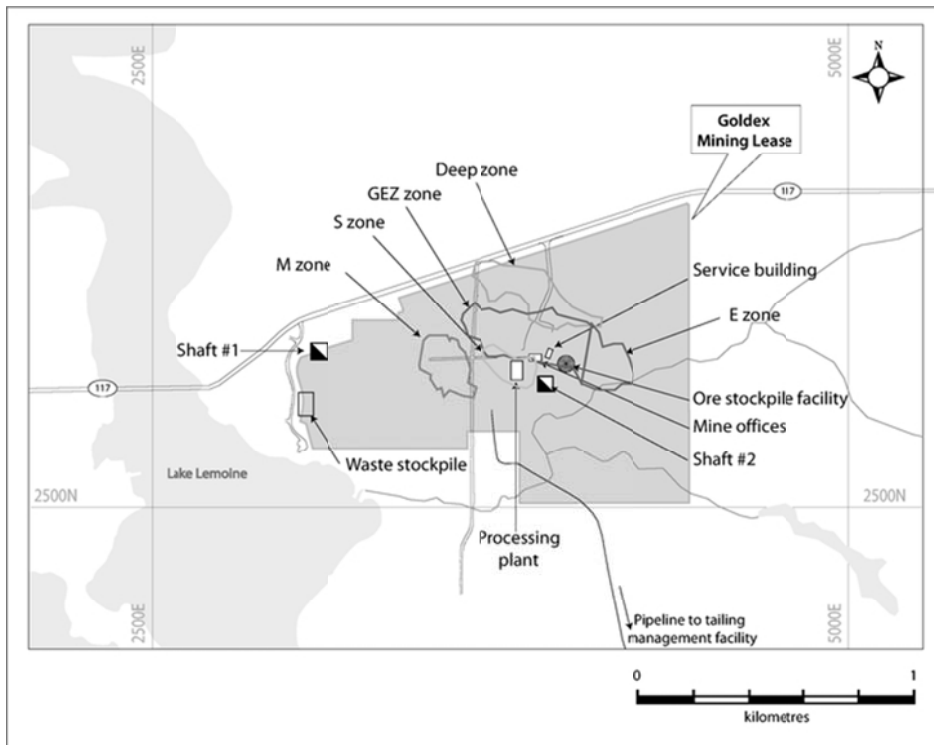 2500E
5000E
N
Goldex
Mining Lease
Deep zone
117
GEZ zone
S zone
Service building
M zone
E zone
Shaft #1
117
Ore stockpile facility
Mine offices
Shaft #2
Waste stockpile
Lake Lemoine
2500N
2500N
Processing
plant
2500E
5000E
Pipeline to tailing
management facility
0
1
kilometres